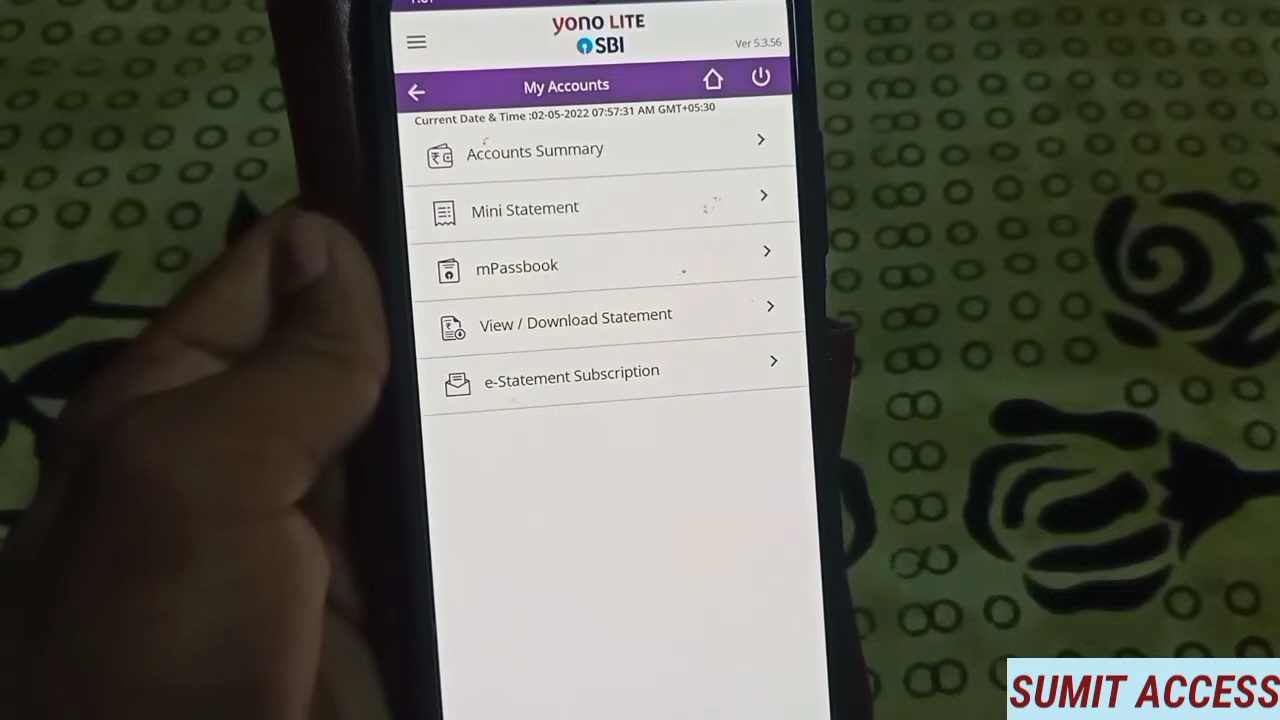 yono LITE
SBI
Ver 5.3.56
My Accounts
Current Date & Time :02-05-2022 07:57:31 AM GMT+05:30
Accounts Summary
Mini Statement
mPassbook
View / Download Statement
e-Statement Subscription
SUMIT ACCESS